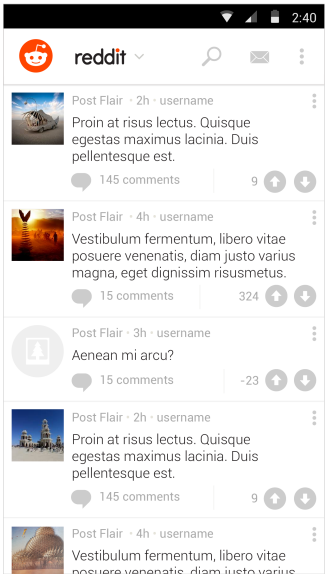 2:40
reddit
Post Flair • 2h • username
Proin at risus lectus. Quisque
egestas maximus lacinia. Duis
pellentesque est.
145 comments
9
Post Flair • 4h • username
Vestibulum fermentum, libero vitae
posuere venenatis, diam justo varius
magna, eget dignissim risusmetus.
15 comments
324
Post Flair • 3h • username
Aenean mi arcu?
15 comments
-23
Post Flair • 2h • username
Proin at risus lectus. Quisque
egestas maximus lacinia. Duis
pellentesque est.
145 comments
9
Post Flair • 4h • username
Vestibulum fermentum, libero vitae
posuere venenatis, diam justo varius